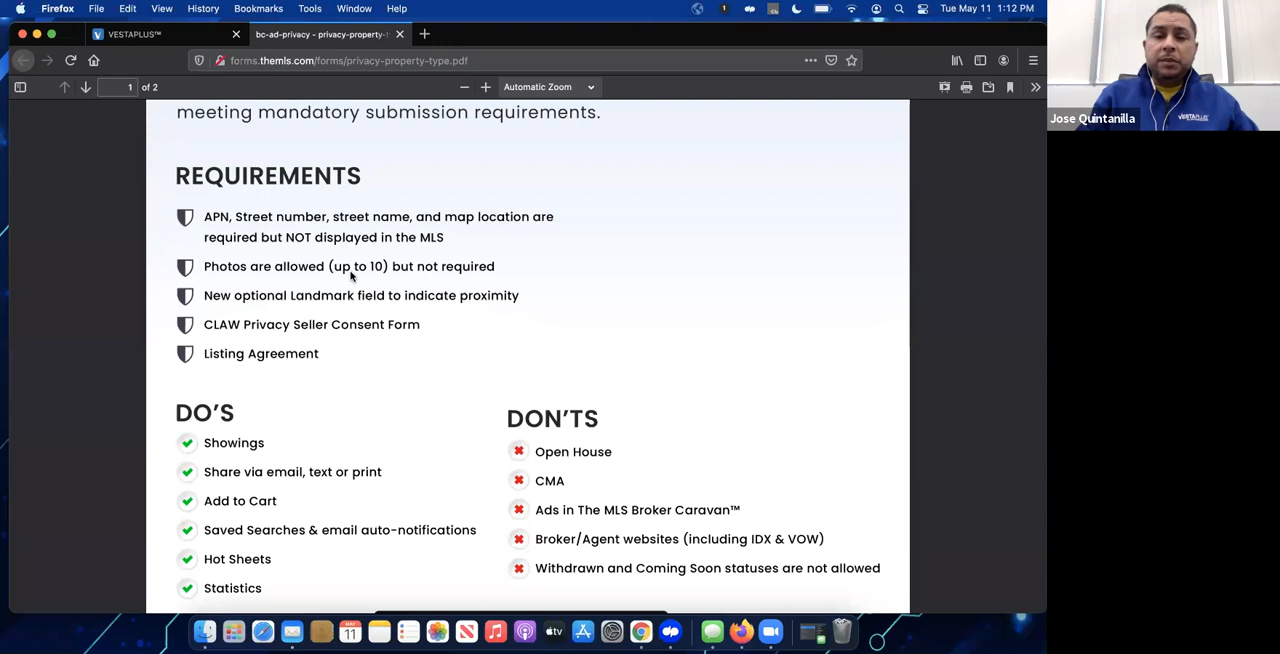 Firefox File Edit View History Bookmarks Tools Window Help 1 Tue May 11 1:12 PM
VESTAPLUS™ bc-ad-privacy - privacy-property-t
forms.themls.com/forms/privacy-property-type.pdf
1 of 2 Automatic Zoom
Jose Quintanilla
VESTAPLUS
meeting mandatory submission requirements.
REQUIREMENTS
APN, Street number, street name, and map location are
required but NOT displayed in the MLS
Photos are allowed (up to 10) but not required
New optional Landmark field to indicate proximity
CLAW Privacy Seller Consent Form
Listing Agreement
DO'S
Showings
Share via email, text or print
Add to Cart
Saved Searches & email auto-notifications
Hot Sheets
Statistics
DON'TS
Open House
CMA
Ads in The MLS Broker Caravan™
Broker/Agent websites (including IDX & VOW)
Withdrawn and Coming Soon statuses are not allowed
11
tv